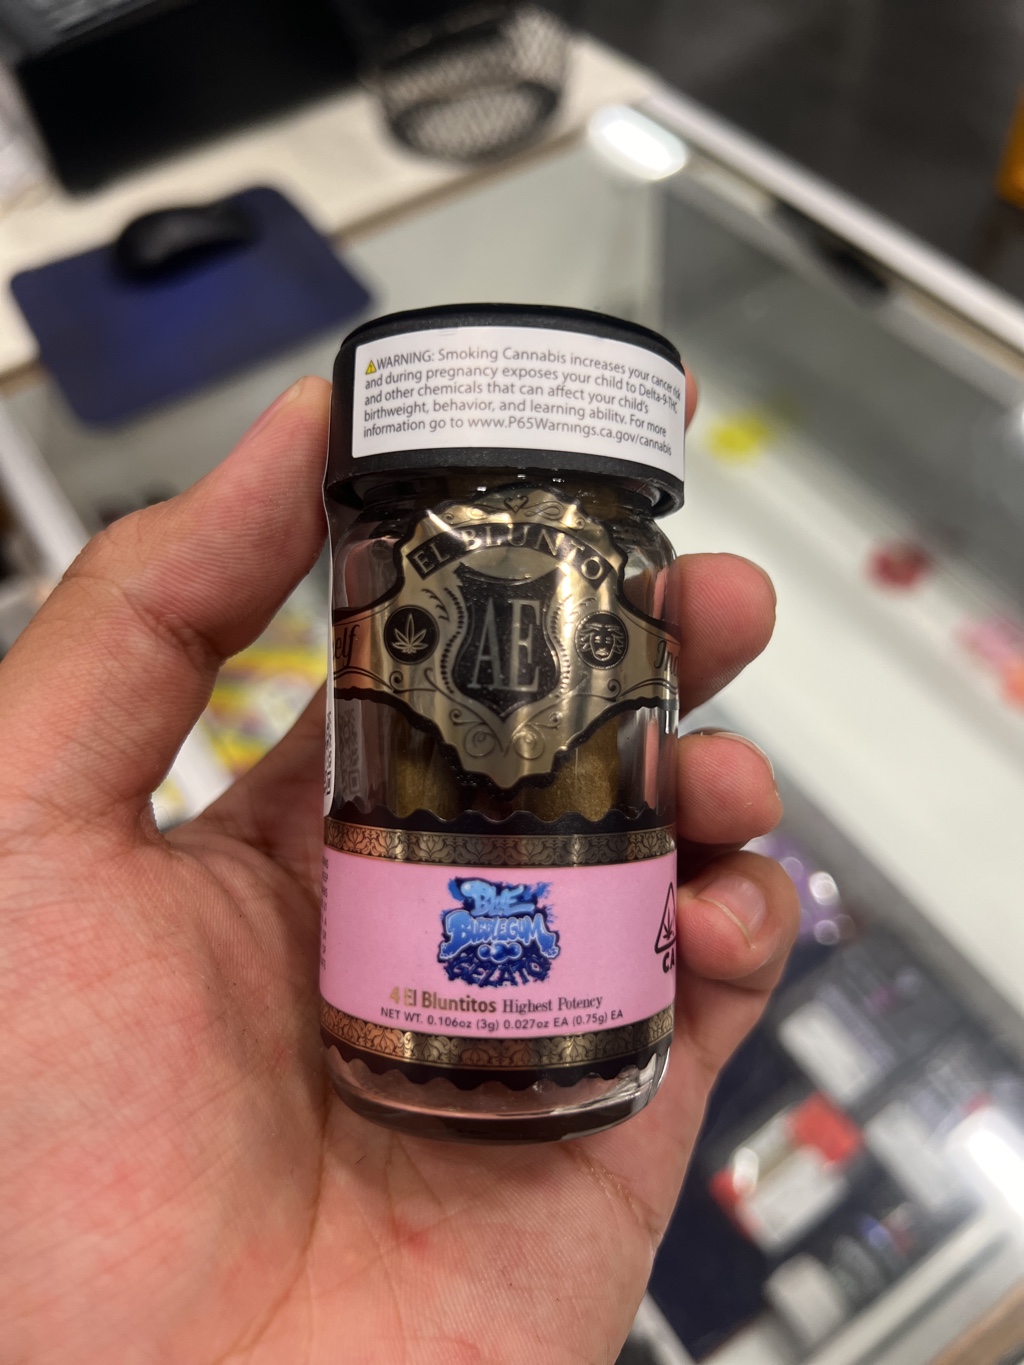 ⚠WARNING: Smoking Cannabis increases your cancer risk
and during pregnancy exposes your child to Delta-9-THC
and other chemicals that can affect your child's
birthweight, behavior, and learning ability. For more
information go to www.P65Warnings.ca.gov/cannabis
EL BLUNTO
AE
BLUE
BUBBLEGUM
GELATO
4 El Bluntitos Highest Potency
NET WT. 0.106oz (3g) 0.027oz EA (0.75g) EA
CA